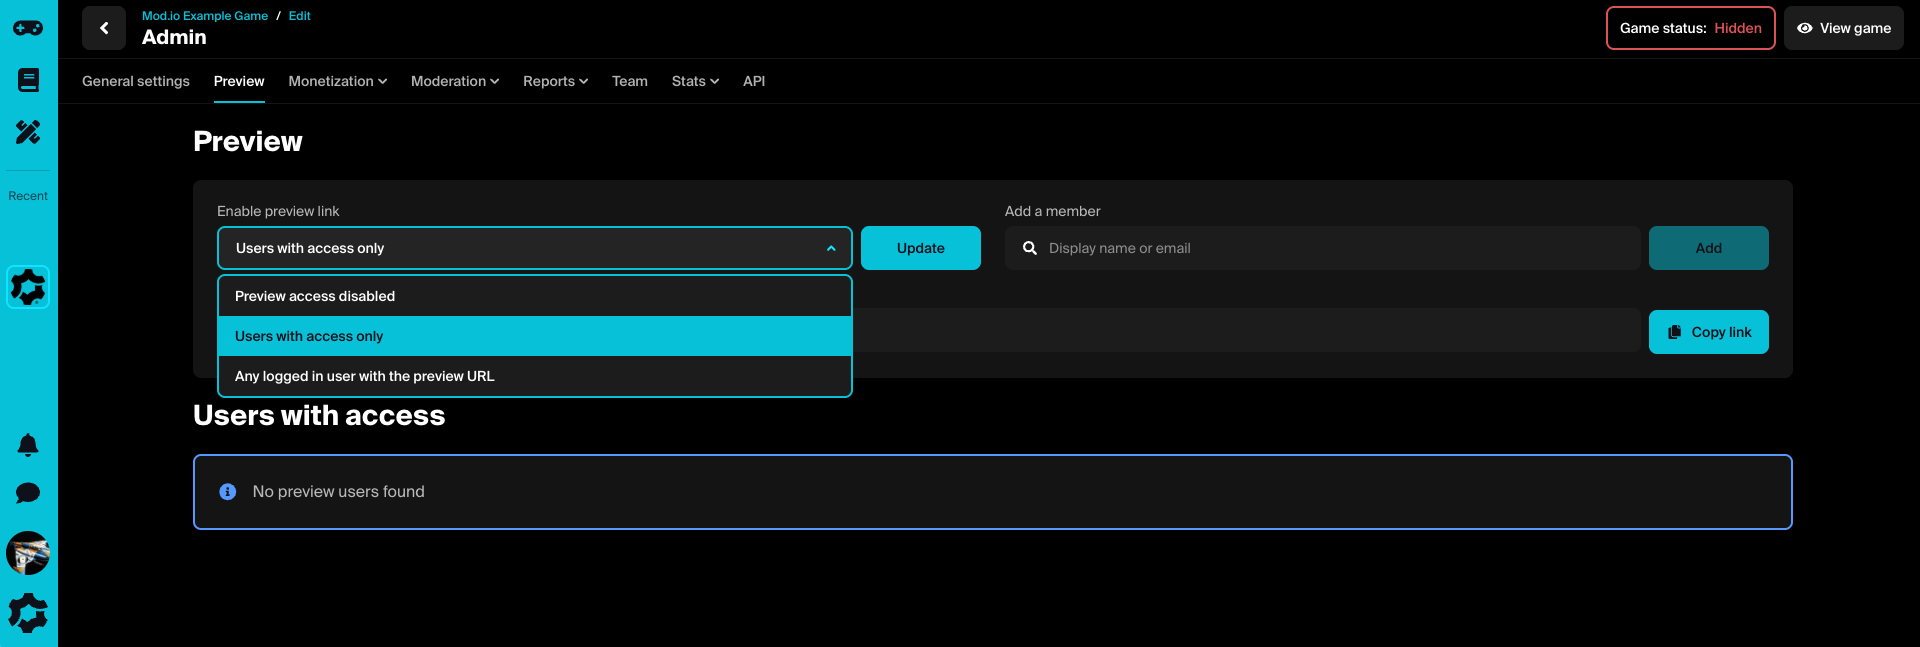 Mod.io Example Game / Edit
Admin
Game status: Hidden
View game
General settings Preview Monetization Moderation Reports Team Stats API
Recent
Preview
Enable preview link
Add a member
Users with access only
Update
Display name or email
Add
Preview access disabled
Users with access only
Any logged in user with the preview URL
Copy link
Users with access
No preview users found